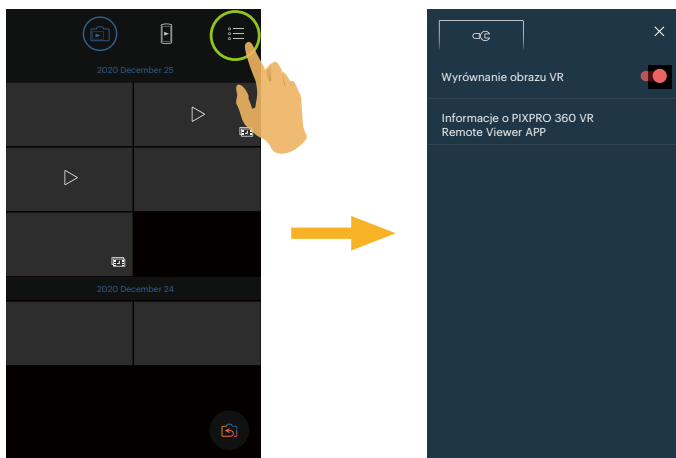 2020 December 25
2020 December 24
Wyrównanie obrazu VR
Informacje o PIXPRO 360 VR
Remote Viewer APP